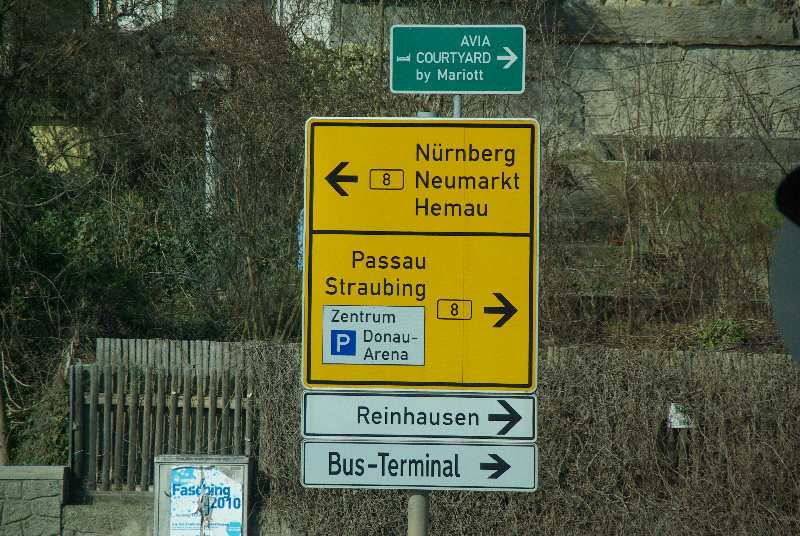 AVIA
COURTYARD
by Mariott
Nürnberg
8 Neumarkt
Hemau
Passau
Straubing
8
Zentrum
P Donau-
Arena
Reinhausen
Bus-Terminal
Fasching
2010